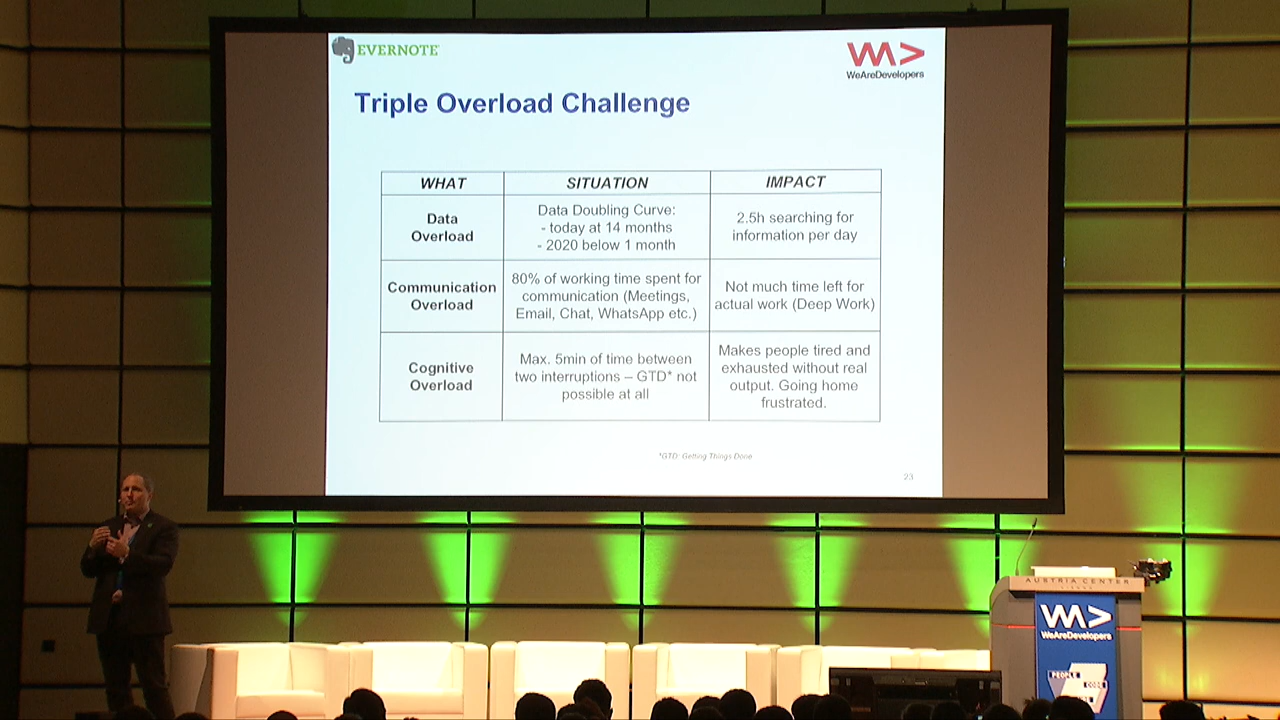 EVERNOTE
WeAreDevelopers
Triple Overload Challenge
WHAT
SITUATION
IMPACT
Data
Overload
Data Doubling Curve:
- today at 14 months
- 2020 below 1 month
2.5h searching for
information per day
Communication
Overload
80% of working time spent for
communication (Meetings,
Email, Chat, WhatsApp etc.)
Not much time left for
actual work (Deep Work)
Cognitive
Overload
Max. 5min of time between
two interruptions – GTD* not
possible at all
Makes people tired and
exhausted without real
output. Going home
frustrated.
*GTD: Getting Things Done
23
AUSTRIA CENTER
WeAreDevelopers
PEOPLE
CODE